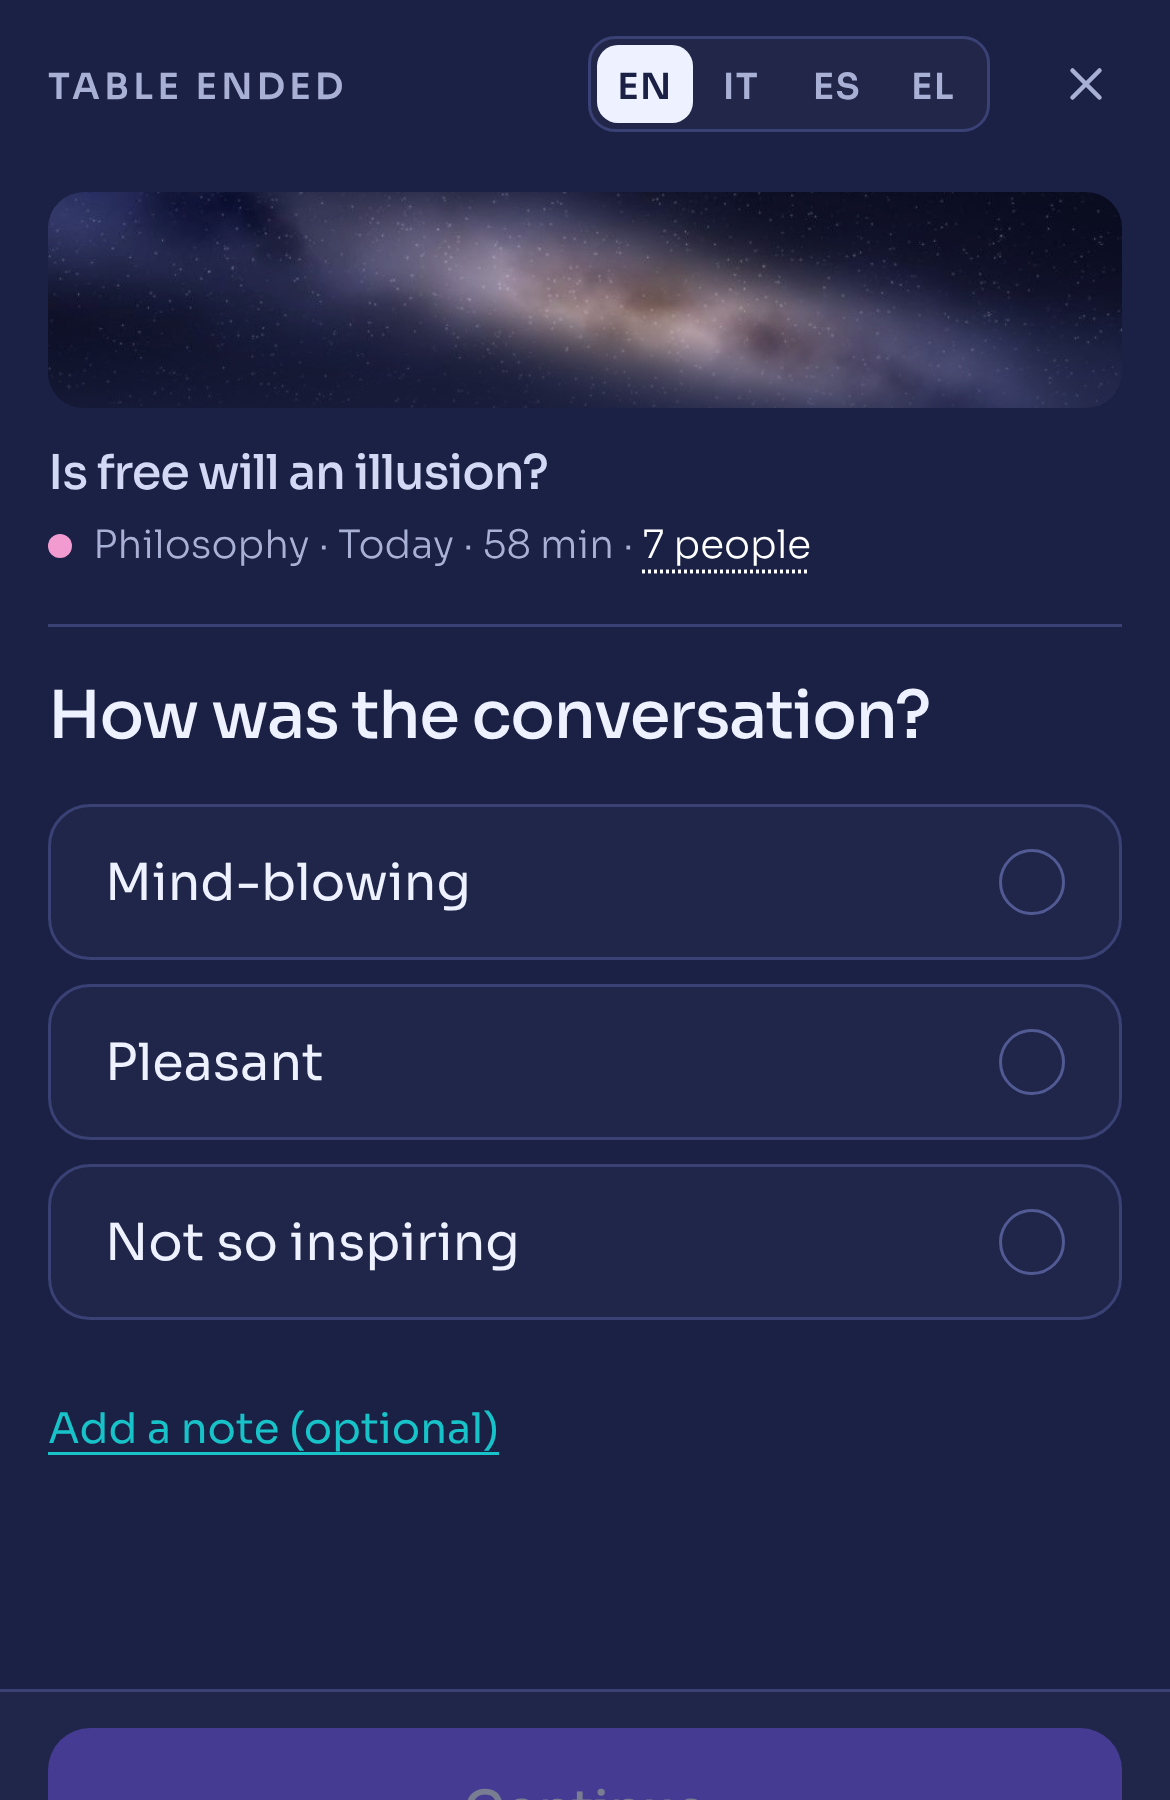 TABLE ENDED
EN IT ES EL
Is free will an illusion?
Philosophy · Today · 58 min · 7 people
How was the conversation?
Mind-blowing
Pleasant
Not so inspiring
Add a note (optional)
Continue